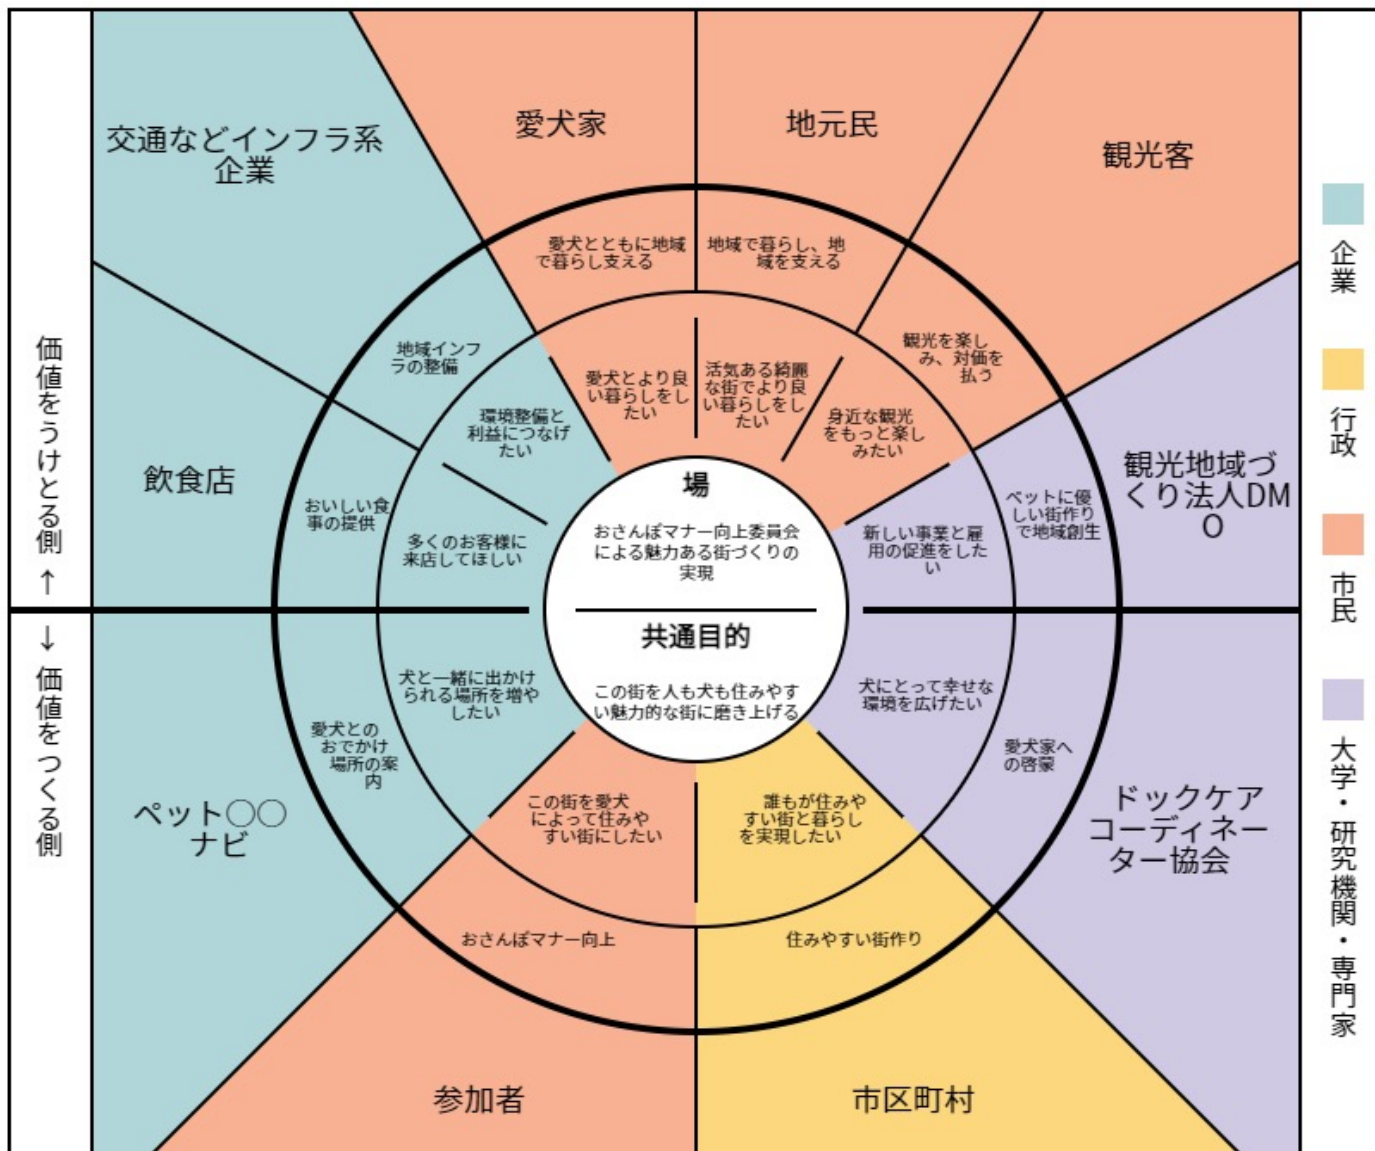 交通などインフラ系
企業
愛犬家
地元民
観光客
愛犬とともに地域
で暮らし支える
地域で暮らし、地
域を支える
地域インフ
ラの整備
観光を楽し
み、対価を
払う
環境整備と
利益につなげ
たい
愛犬とより良
い暮らしをし
たい
活気ある綺麗
な街でより良
い暮らしをし
たい
身近な観光
をもっと楽し
みたい
飲食店
おいしい食
事の提供
多くのお客様に
来店してほしい
場
おさんぽマナー向上委員会
による魅力ある街づくりの
実現
新しい事業と雇
用の促進をした
い
ペットに優
しい街作り
で地域創生
観光地域づ
くり法人DM
O
価値をうけとる側 ↑
↓ 価値をつくる側
共通目的
この街を人も犬も住みやす
い魅力的な街に磨き上げる
犬と一緒に出かけ
られる場所を増や
したい
愛犬との
おでかけ
場所の案
内
ペット〇〇
ナビ
犬にとって幸せな
環境を広げたい
愛犬家へ
の啓蒙
ドックケア
コーディネー
ター協会
この街を愛犬
によって住みや
すい街にしたい
誰もが住みや
すい街と暮らし
を実現したい
おさんぽマナー向上
住みやすい街作り
参加者
市区町村
企業
行政
市民
大学・研究機関・専門家